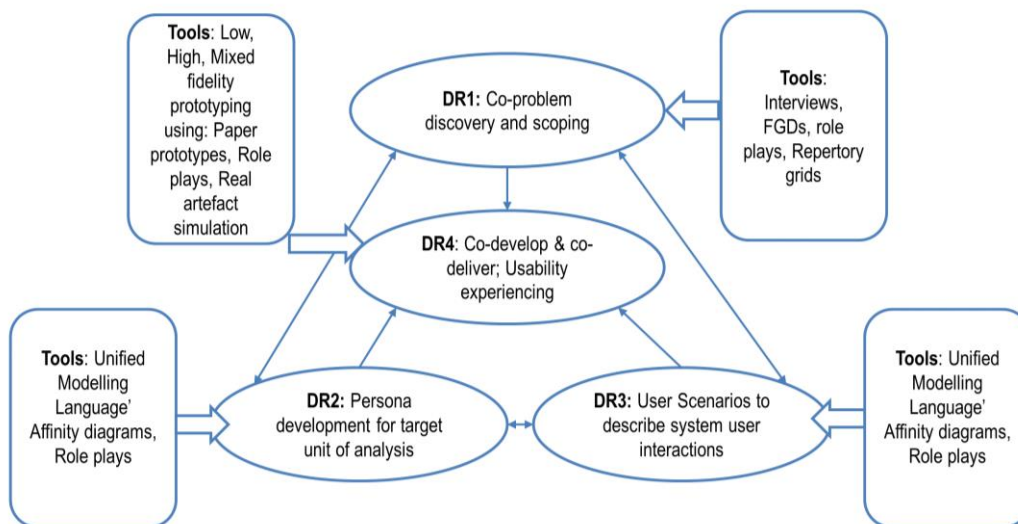 Tools: Low,
High, Mixed
fidelity
prototyping
using: Paper
prototypes, Role
plays, Real
artefact
simulation
DR1: Co-problem
discovery and scoping
Tools:
Interviews,
FGDs, role
plays, Repertory
grids
DR4: Co-develop & co-
deliver; Usability
experiencing
Tools: Unified
Modelling
Language’
Affinity diagrams,
Role plays
DR2: Persona
development for target
unit of analysis
DR3: User Scenarios to
describe system user
interactions
Tools: Unified
Modelling
Language’
Affinity diagrams,
Role plays